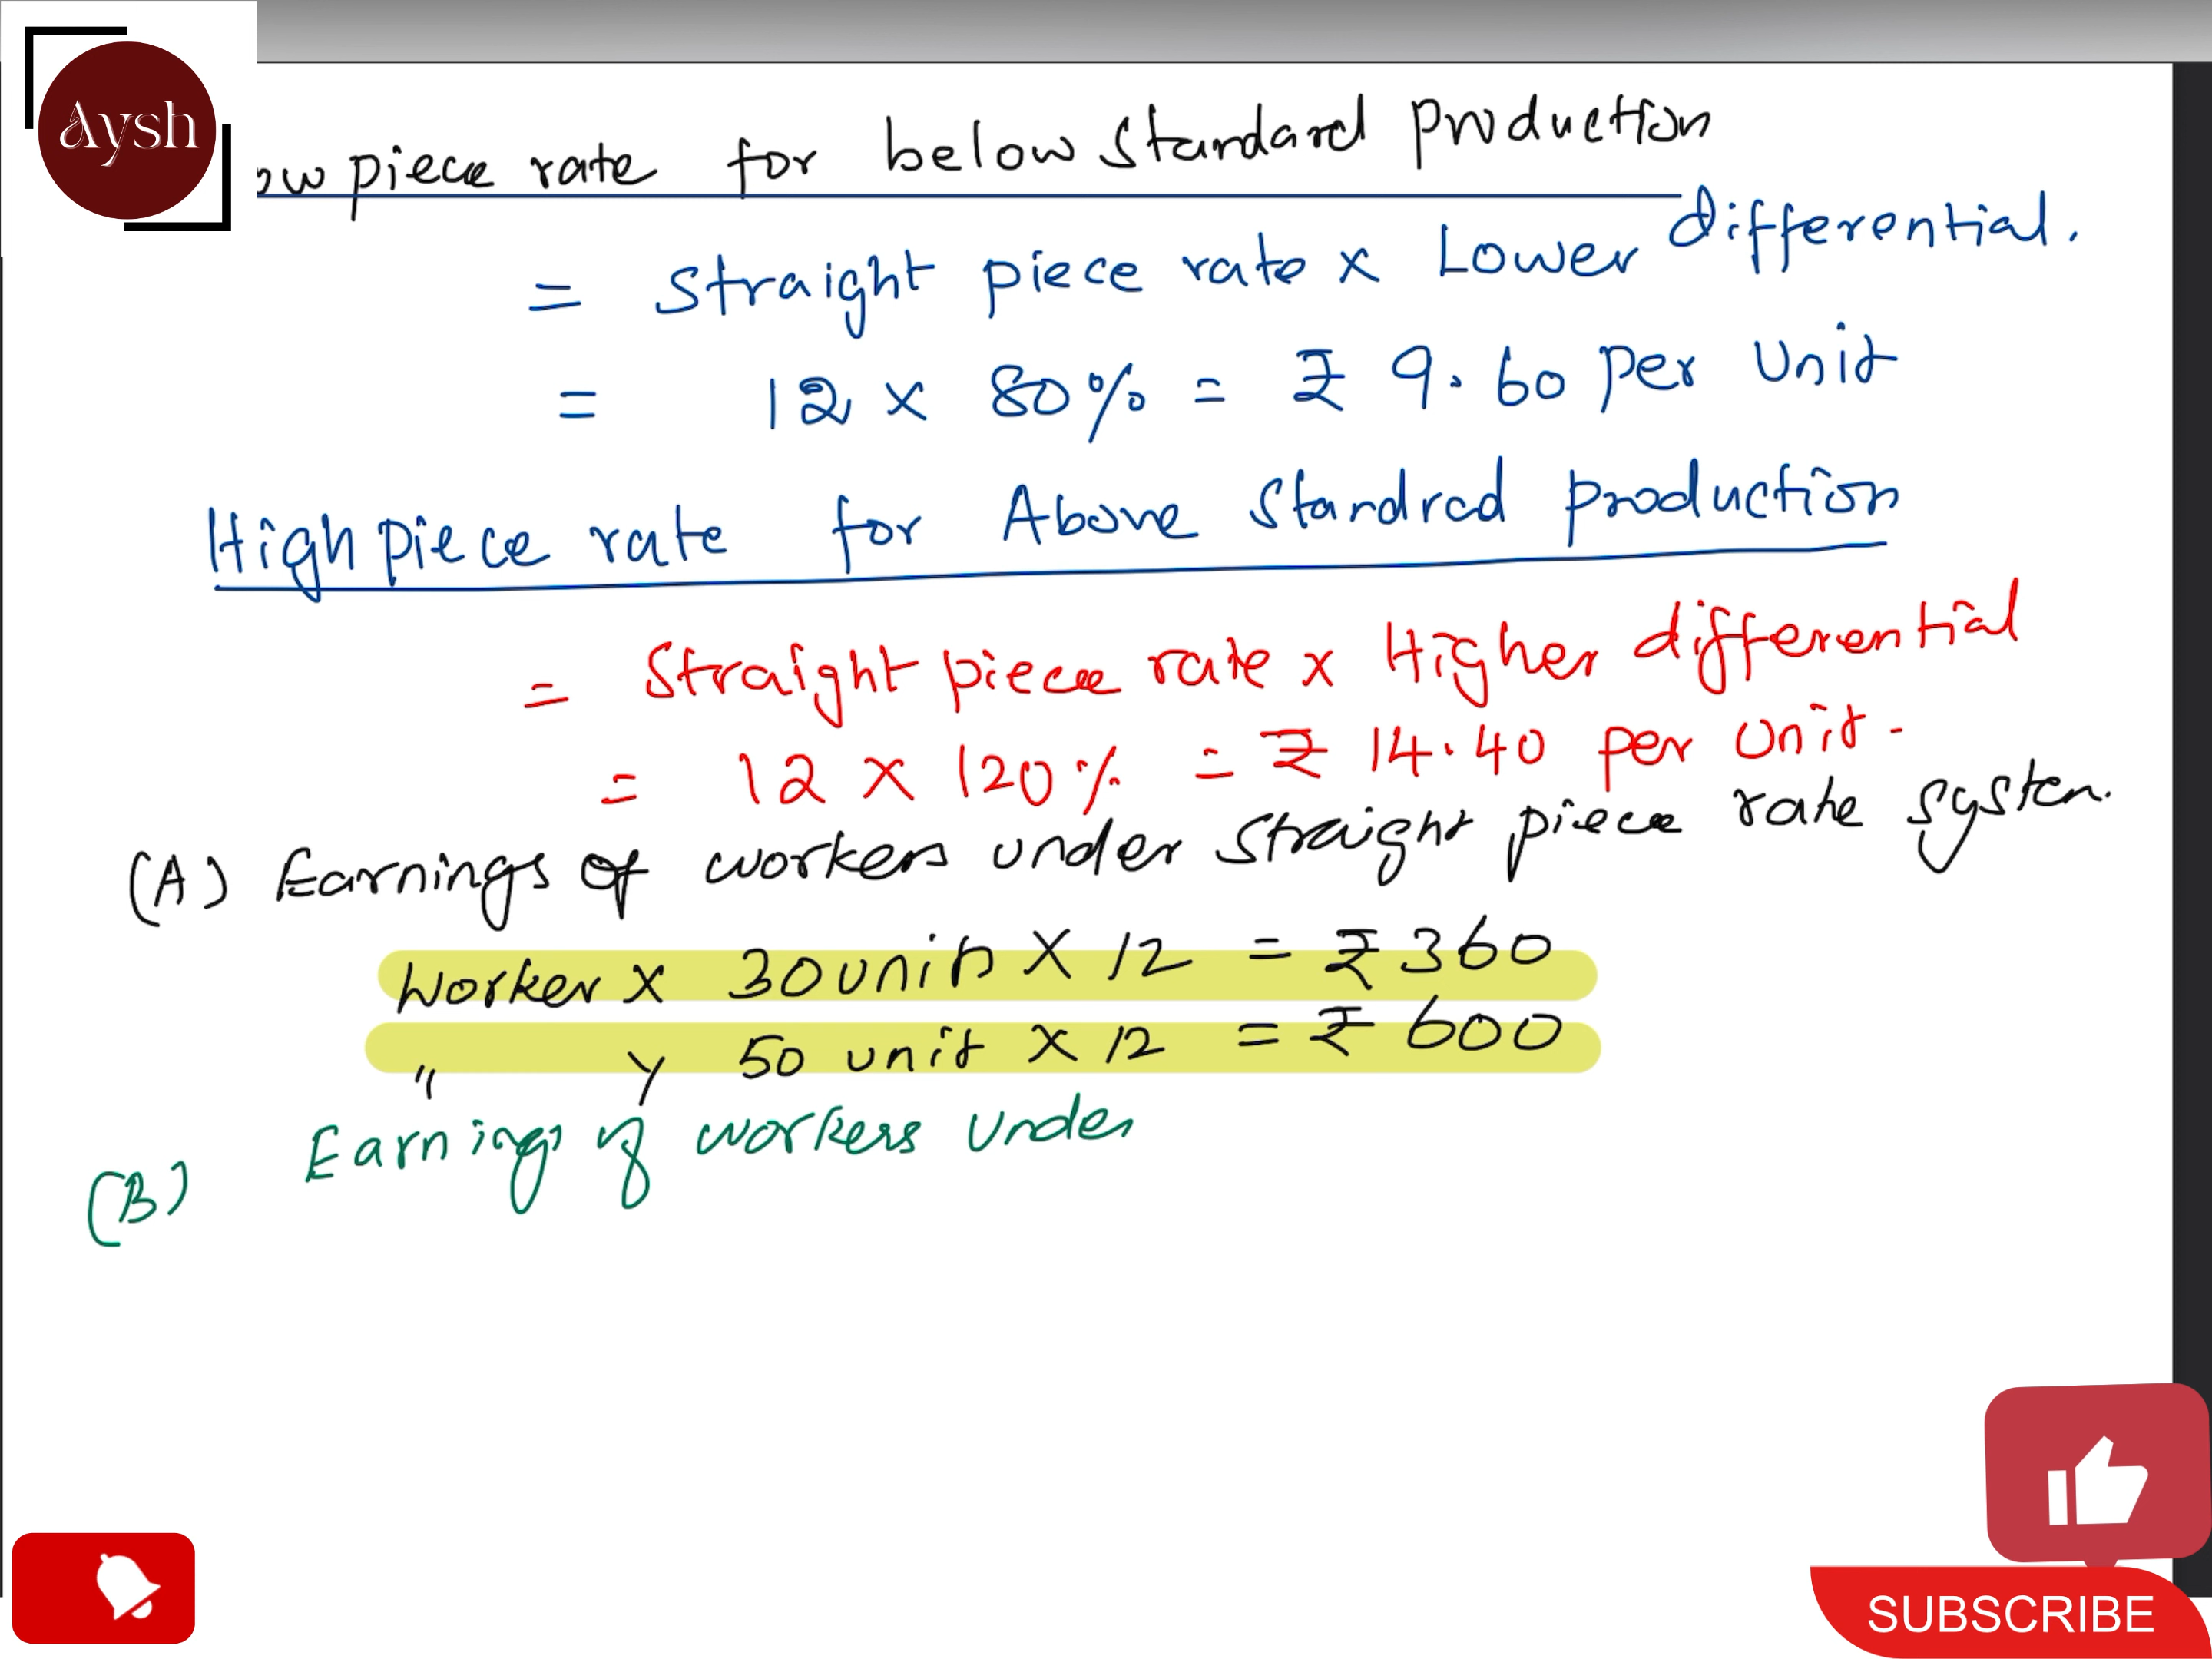 Aysh
ow piece rate for below standard production
= straight piece rate x Lower differential.
= 12 x 80% = ₹ 9.60 per Unit
High piece rate for Above Standrad production
= Straight piece rate x Higher differential
= 12 x 120% = ₹ 14.40 per unit.
(A) Earnings of workers under straight piece rate system.
Worker x 30 units x 12 = ₹ 360
" y 50 unit x 12 = ₹ 600
(B) Earnings of workers under
SUBSCRIBE